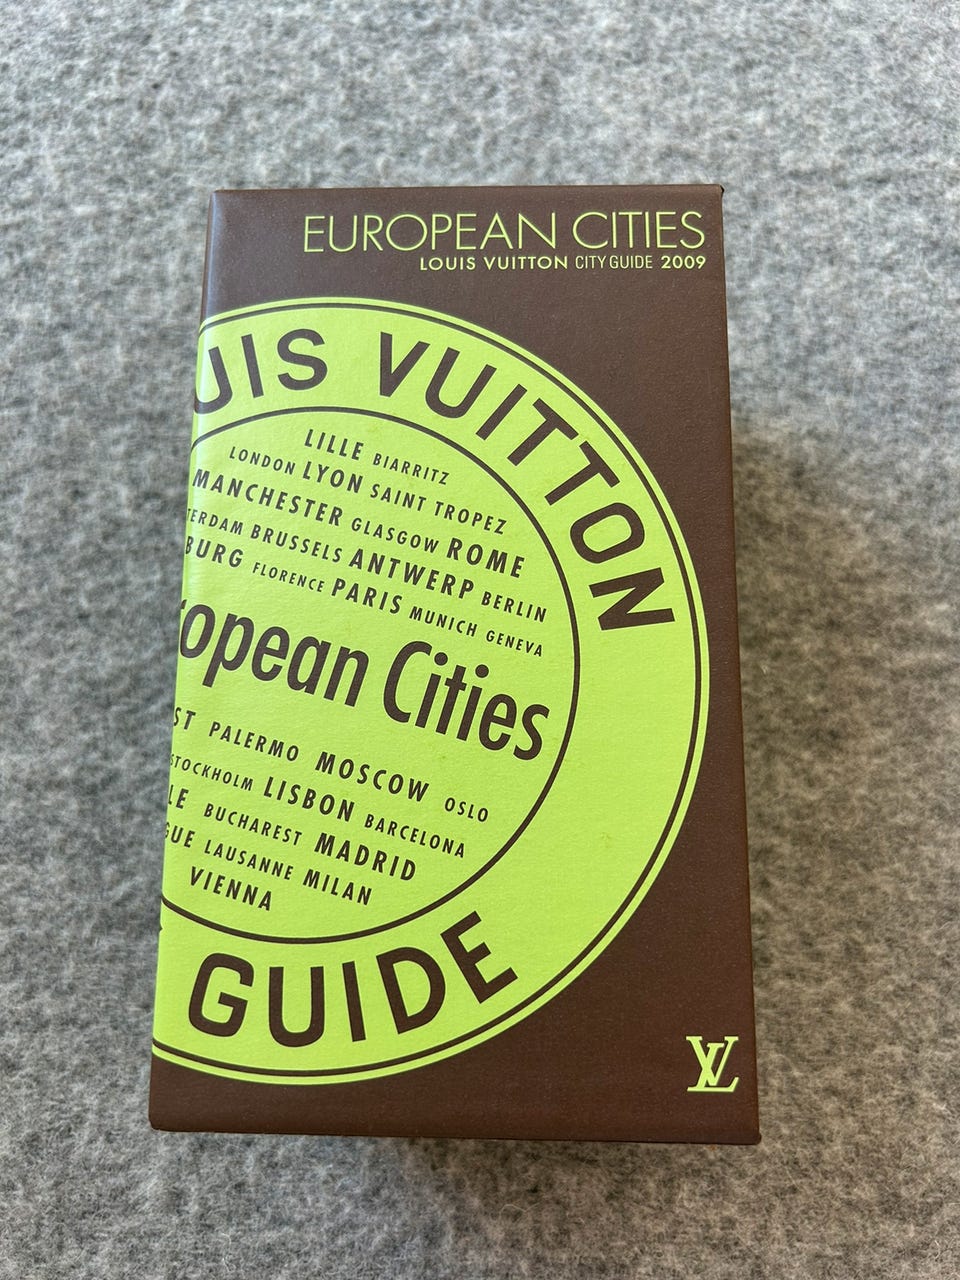 EUROPEAN CITIES
LOUIS VUITTON CITY GUIDE 2009
UIS VUITTON
LILLE BIARRITZ
LONDON LYON SAINT TROPEZ
MANCHESTER GLASGOW ROME
TERDAM BRUSSELS ANTWERP BERLIN
BURG FLORENCE PARIS MUNICH GENEVA
ropean Cities
ST PALERMO MOSCOW OSLO
STOCKHOLM LISBON BARCELONA
LE BUCHAREST MADRID
GUE LAUSANNE MILAN
VIENNA
GUIDE
LV